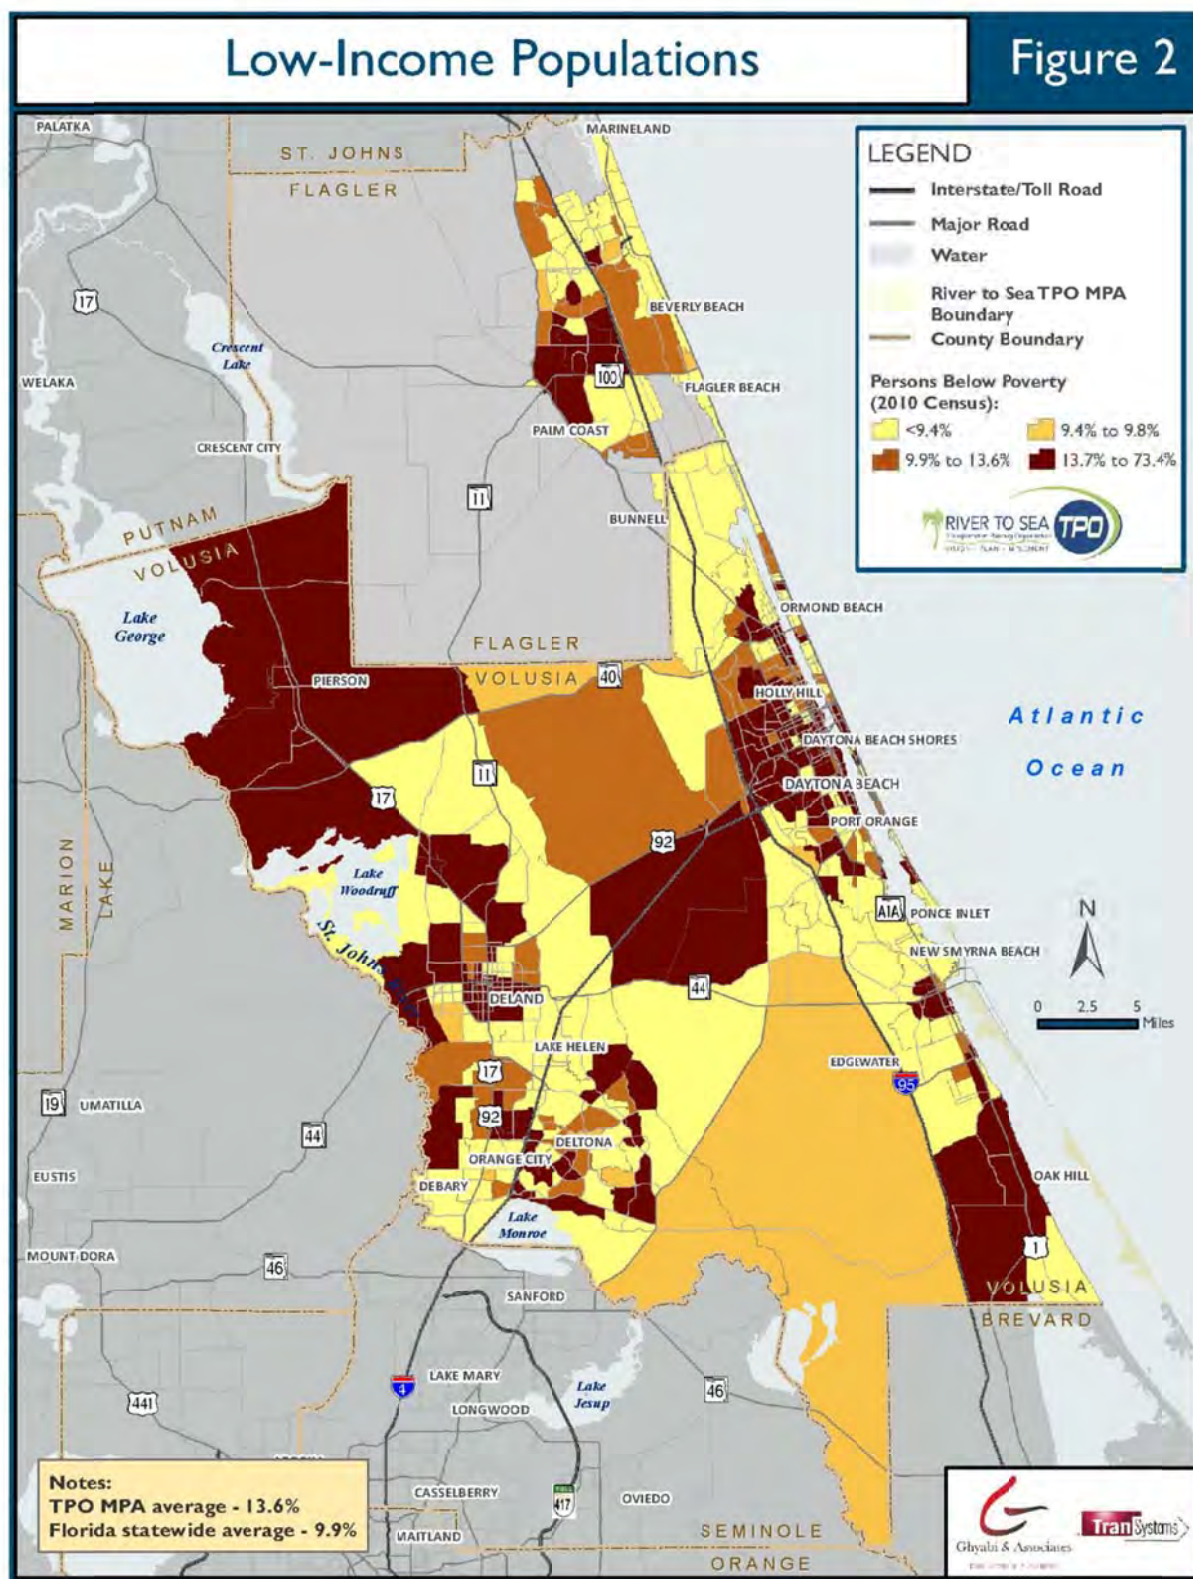 Low-Income Populations
Figure 2
PALATKA
MARINELAND
ST. JOHNS
FLAGLER
LEGEND
Interstate/Toll Road
Major Road
Water
River to Sea TPO MPA
Boundary
County Boundary
Persons Below Poverty
(2010 Census):
<9.4%
9.4% to 9.8%
9.9% to 13.6%
13.7% to 73.4%
RIVER TO SEA
TPO
17
BEVERLY BEACH
Crescent
Lake
WELAKA
100
FLAGLER BEACH
PALM COAST
CRESCENT CITY
11
BUNNELL
PUTNAM
VOLUSIA
Lake
George
ORMOND BEACH
FLAGLER
VOLUSIA
40
PIERSON
HOLLY HILL
Atlantic
Ocean
DAYTONA BEACH SHORES
11
DAYTONA BEACH
17
PORT ORANGE
92
MARION
LAKE
Lake
Woodruff
A1A
PONCE INLET
N
St. Johns
NEW SMYRNA BEACH
44
DELAND
0 2.5 5
Miles
LAKE HELEN
EDGEWATER
17
95
19
UMATILLA
92
44
DELTONA
ORANGE CITY
EUSTIS
DEBARY
OAK HILL
Lake
Monroe
MOUNT DORA
46
1
VOLUSIA
BREVARD
SANFORD
LAKE MARY
4
Lake
Jesup
46
441
LONGWOOD
Notes:
TPO MPA average - 13.6%
Florida statewide average - 9.9%
CASSELBERRY
417
OVIEDO
MAITLAND
SEMINOLE
ORANGE
Ghyabi & Associates
TranSystems